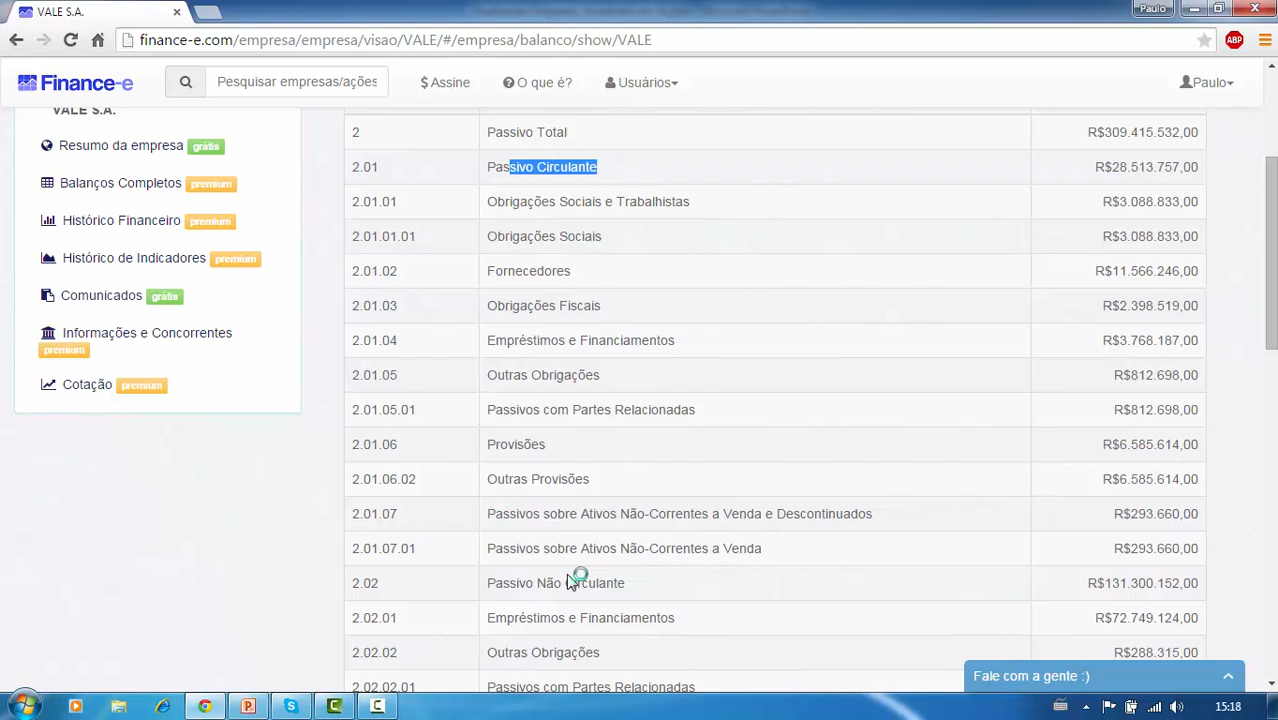 VALE S.A.
Paulo
finance-e.com/empresa/empresa/visao/VALE/#/empresa/balanco/show/VALE
ABP
Finance-e
Pesquisar empresas/ações
$ Assine
O que é?
Usuários
Paulo
VALE S.A.
Resumo da empresa grátis
Balanços Completos premium
Histórico Financeiro premium
Histórico de Indicadores premium
Comunicados grátis
Informações e Concorrentes
premium
Cotação premium
2 Passivo Total R$309.415.532,00
2.01 Passivo Circulante R$28.513.757,00
2.01.01 Obrigações Sociais e Trabalhistas R$3.088.833,00
2.01.01.01 Obrigações Sociais R$3.088.833,00
2.01.02 Fornecedores R$11.566.246,00
2.01.03 Obrigações Fiscais R$2.398.519,00
2.01.04 Empréstimos e Financiamentos R$3.768.187,00
2.01.05 Outras Obrigações R$812.698,00
2.01.05.01 Passivos com Partes Relacionadas R$812.698,00
2.01.06 Provisões R$6.585.614,00
2.01.06.02 Outras Provisões R$6.585.614,00
2.01.07 Passivos sobre Ativos Não-Correntes a Venda e Descontinuados R$293.660,00
2.01.07.01 Passivos sobre Ativos Não-Correntes a Venda R$293.660,00
2.02 Passivo Não Circulante R$131.300.152,00
2.02.01 Empréstimos e Financiamentos R$72.749.124,00
2.02.02 Outras Obrigações R$288.315,00
2.02.02.01 Passivos com Partes Relacionadas
Fale com a gente :)
15:18